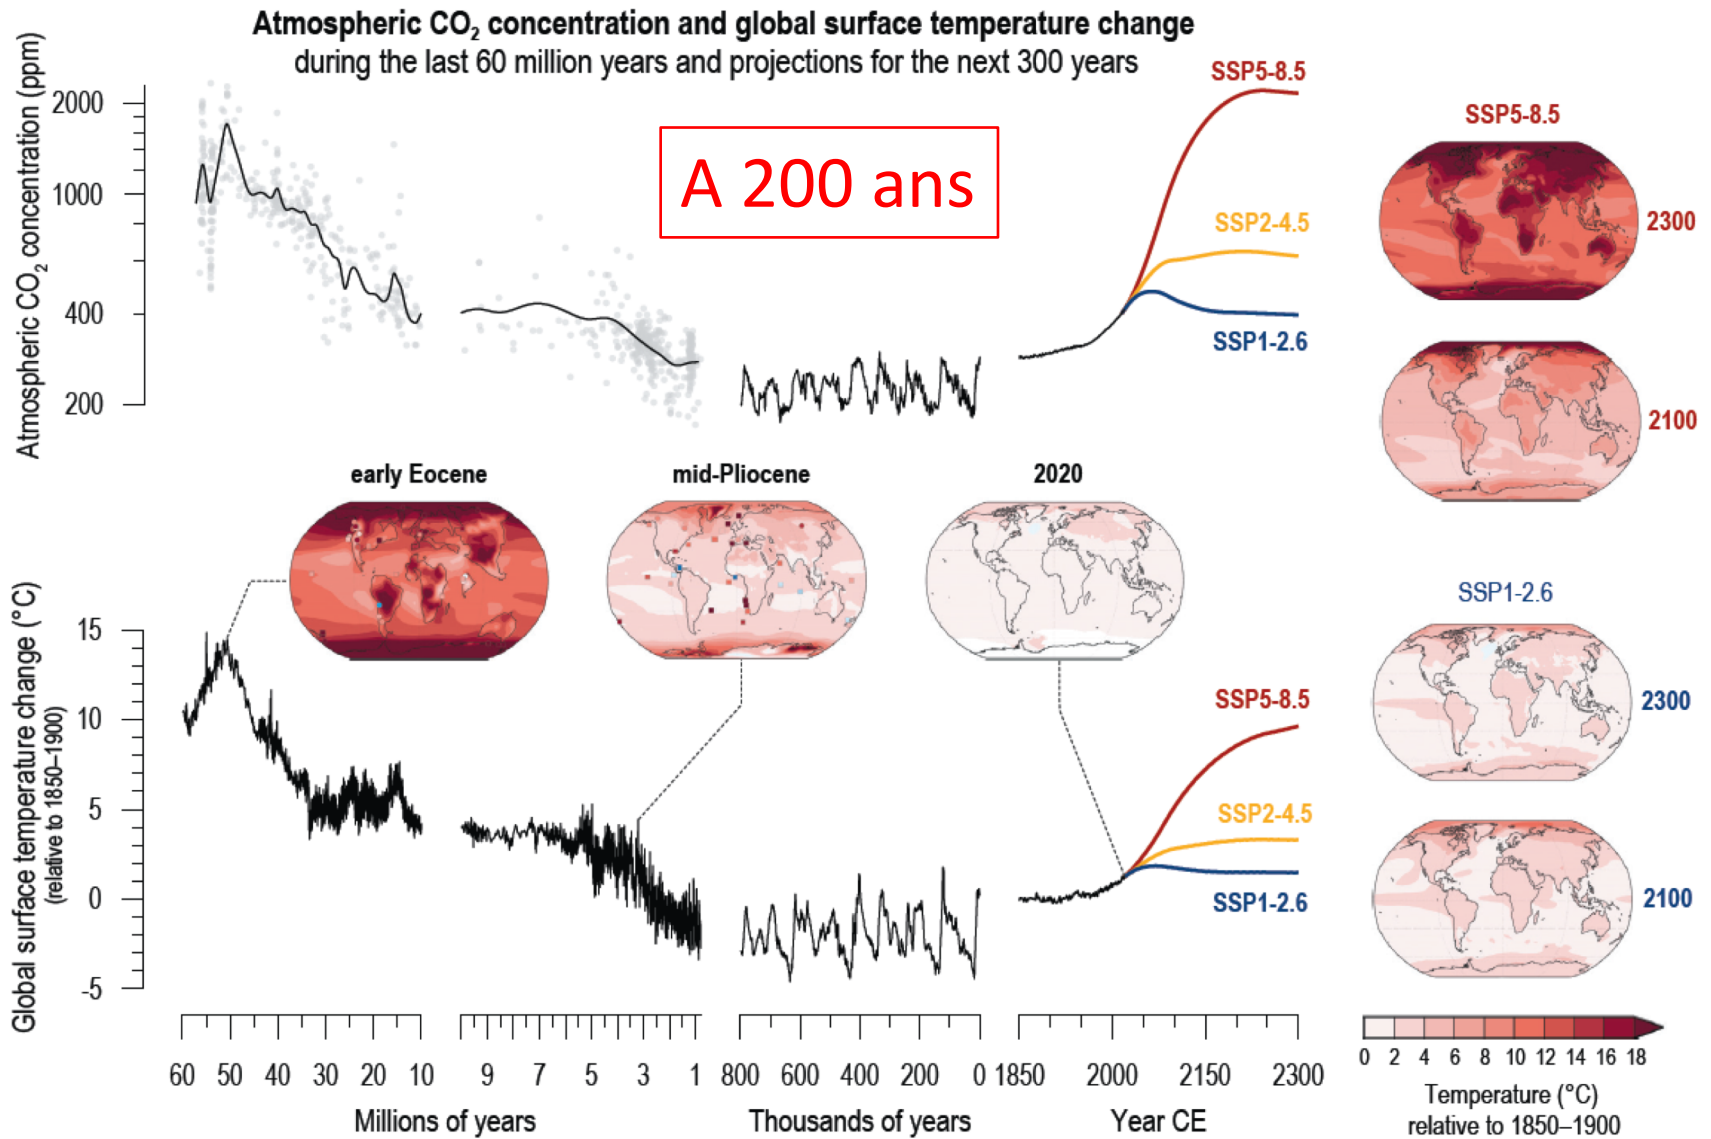 Atmospheric CO2 concentration and global surface temperature change
during the last 60 million years and projections for the next 300 years
Atmospheric CO2 concentration (ppm)
2000
1000
400
200
A 200 ans
SSP5-8.5
SSP2-4.5
SSP1-2.6
SSP5-8.5
2300
2100
early Eocene
mid-Pliocene
2020
Global surface temperature change (°C)
(relative to 1850–1900)
15
10
5
0
-5
SSP5-8.5
SSP2-4.5
SSP1-2.6
SSP1-2.6
2300
2100
60 50 40 30 20 10
9 7 5 3 1
800 600 400 200 0
1850 2000 2150 2300
Millions of years
Thousands of years
Year CE
0 2 4 6 8 10 12 14 16 18
Temperature (°C)
relative to 1850–1900